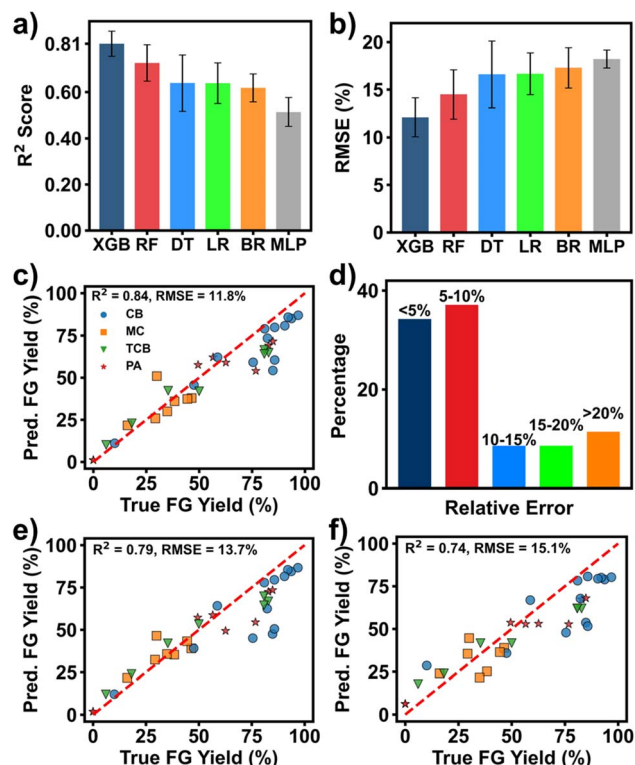 a)
R² Score
0.81
0.60
0.40
0.20
0.00
XGB RF DT LR BR MLP
b)
RMSE (%)
20
15
10
5
0
XGB RF DT LR BR MLP
c)
R² = 0.84, RMSE = 11.8%
CB
MC
TCB
PA
Pred. FG Yield (%)
100
75
50
25
0
0 25 50 75 100
True FG Yield (%)
d)
Percentage
40
20
0
<5%
5-10%
10-15%
15-20%
>20%
Relative Error
e)
R² = 0.79, RMSE = 13.7%
Pred. FG Yield (%)
100
75
50
25
0
0 25 50 75 100
True FG Yield (%)
f)
R² = 0.74, RMSE = 15.1%
Pred. FG Yield (%)
100
75
50
25
0
0 25 50 75 100
True FG Yield (%)